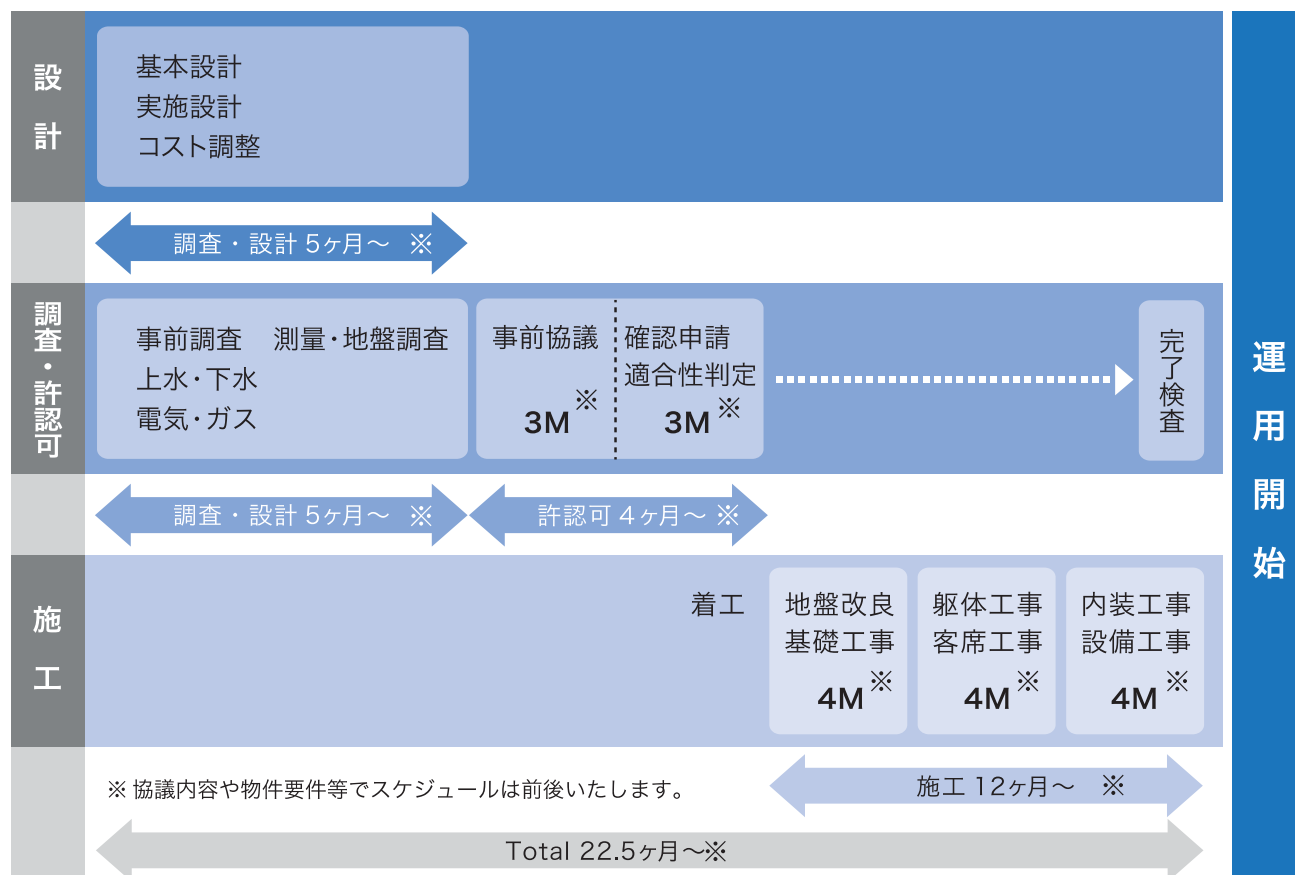 設計
基本設計
実施設計
コスト調整
調査・設計 5ヶ月〜 ※
調査・許認可
事前調査 測量・地盤調査
上水・下水
電気・ガス
事前協議
3M※
確認申請
適合性判定
3M※
完了検査
調査・設計 5ヶ月〜 ※
許認可 4ヶ月〜 ※
施工
着工
地盤改良
基礎工事
4M※
躯体工事
客席工事
4M※
内装工事
設備工事
4M※
※ 協議内容や物件要件等でスケジュールは前後いたします。
施工 12ヶ月〜 ※
Total 22.5ヶ月〜※
運用開始